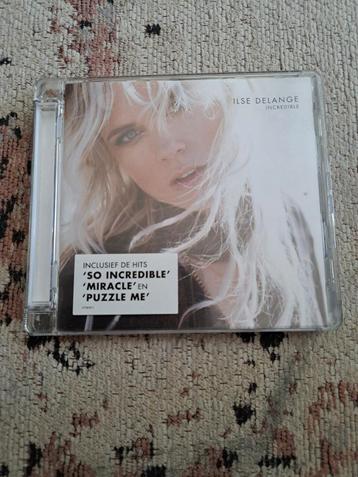 ILSE DELANGE
INCREDIBLE
INCLUSIEF DE HITS
'SO INCREDIBLE'
'MIRACLE' EN
'PUZZLE ME'